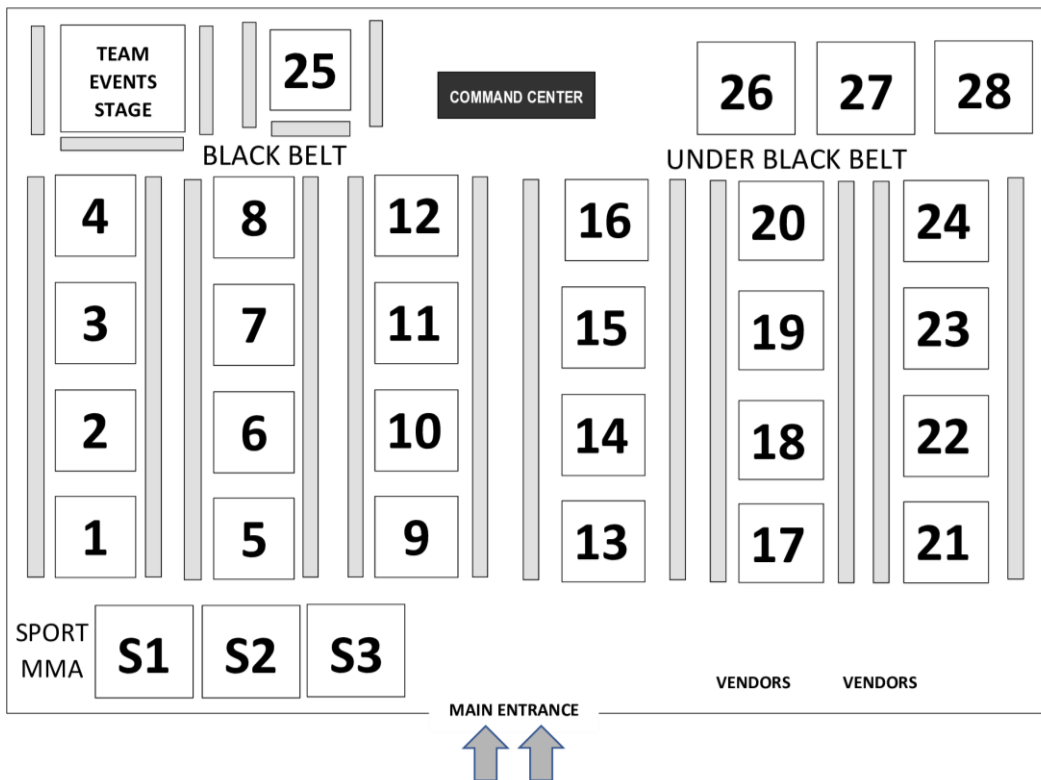 TEAM
EVENTS
STAGE
25
COMMAND CENTER
26
27
28
BLACK BELT
UNDER BLACK BELT
4
8
12
16
20
24
3
7
11
15
19
23
2
6
10
14
18
22
1
5
9
13
17
21
SPORT
MMA
S1
S2
S3
VENDORS
VENDORS
MAIN ENTRANCE